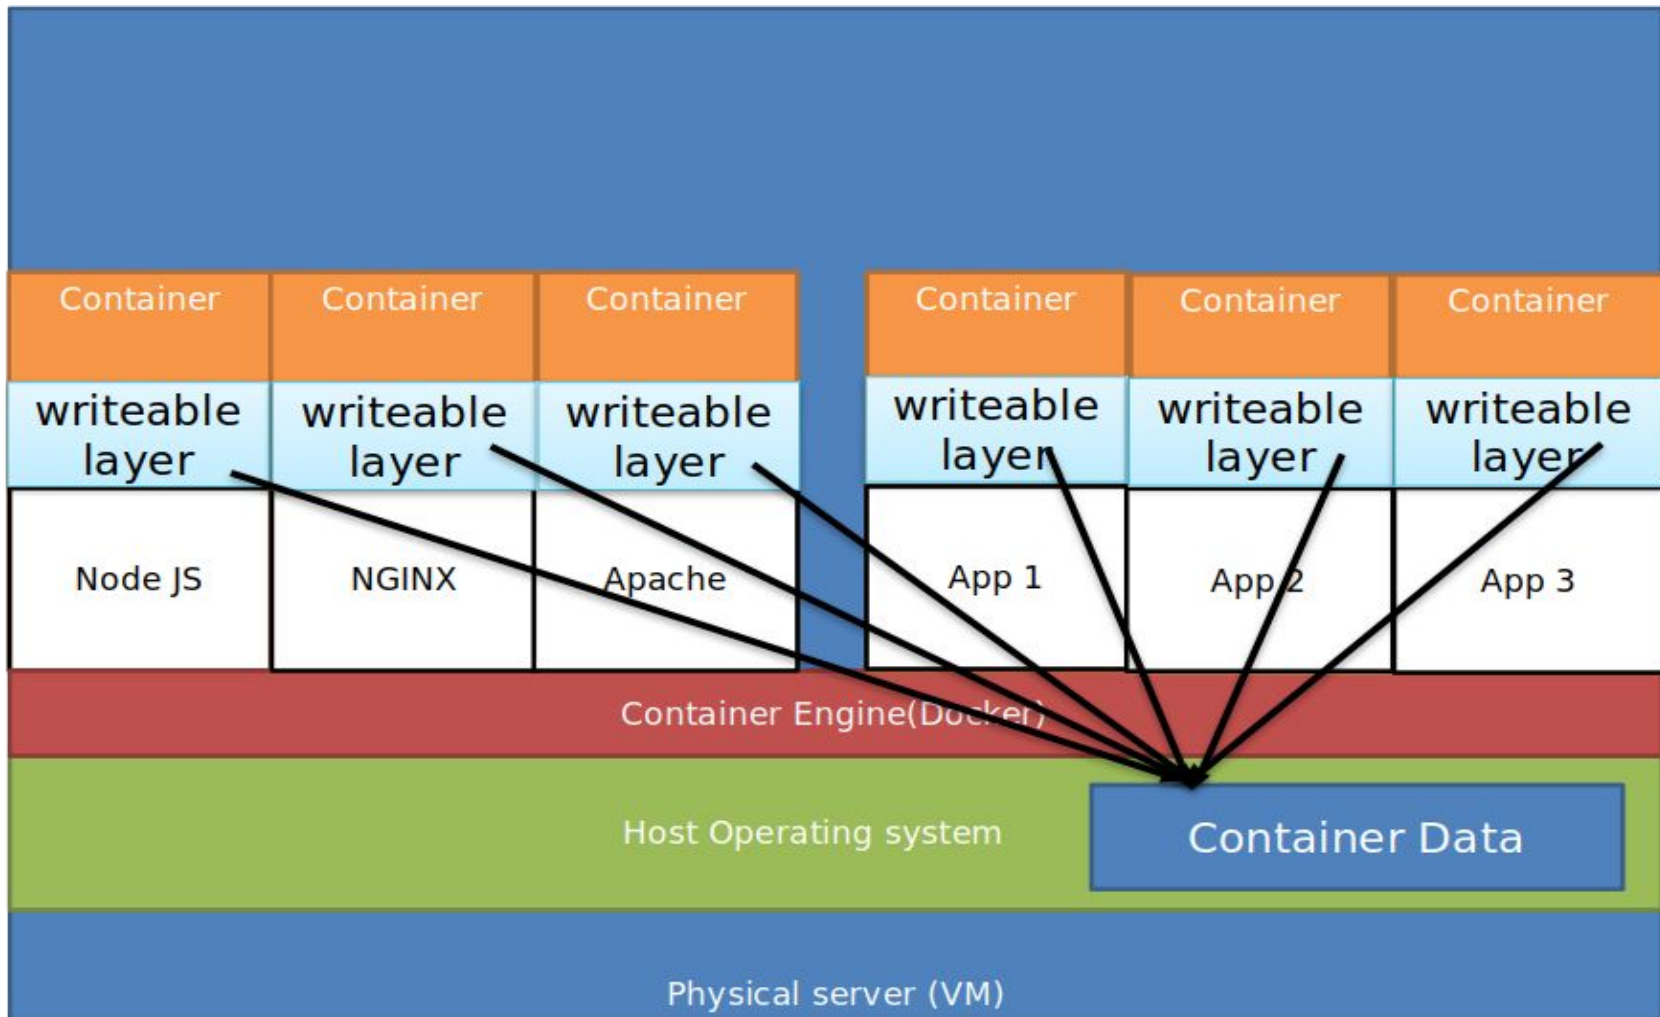 Container Container Container Container Container Container
writeable writeable writeable writeable writeable writeable
layer layer layer layer layer layer
Node JS NGINX Apache App 1 App 2 App 3
Container Engine(Docker)
Host Operating system
Container Data
Physical server (VM)